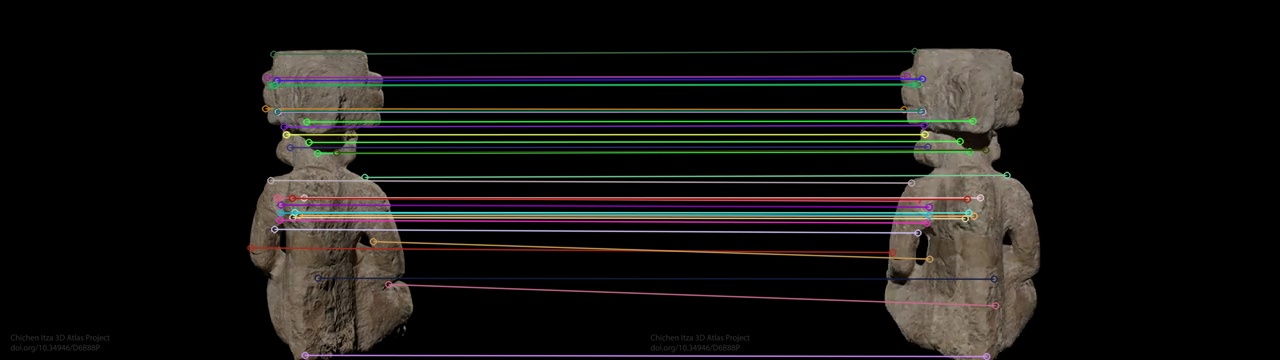 Chichen Itza 3D Atlas Project
doi.org/10.34946/D6B88P
Chichen Itza 3D Atlas Project
doi.org/10.34946/D6B88P